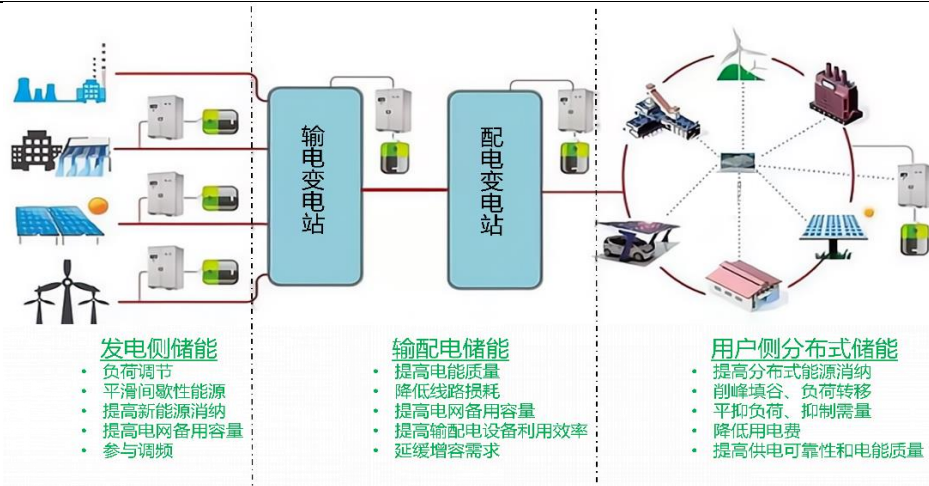 输电变电站
配电变电站
发电侧储能
• 负荷调节
• 平滑间歇性能源
• 提高新能源消纳
• 提高电网备用容量
• 参与调频
输配电储能
• 提高电能质量
• 降低线路损耗
• 提高电网备用容量
• 提高输配电设备利用效率
• 延缓增容需求
用户侧分布式储能
• 提高分布式能源消纳
• 削峰填谷、负荷转移
• 平抑负荷、抑制需量
• 降低用电费
• 提高供电可靠性和电能质量